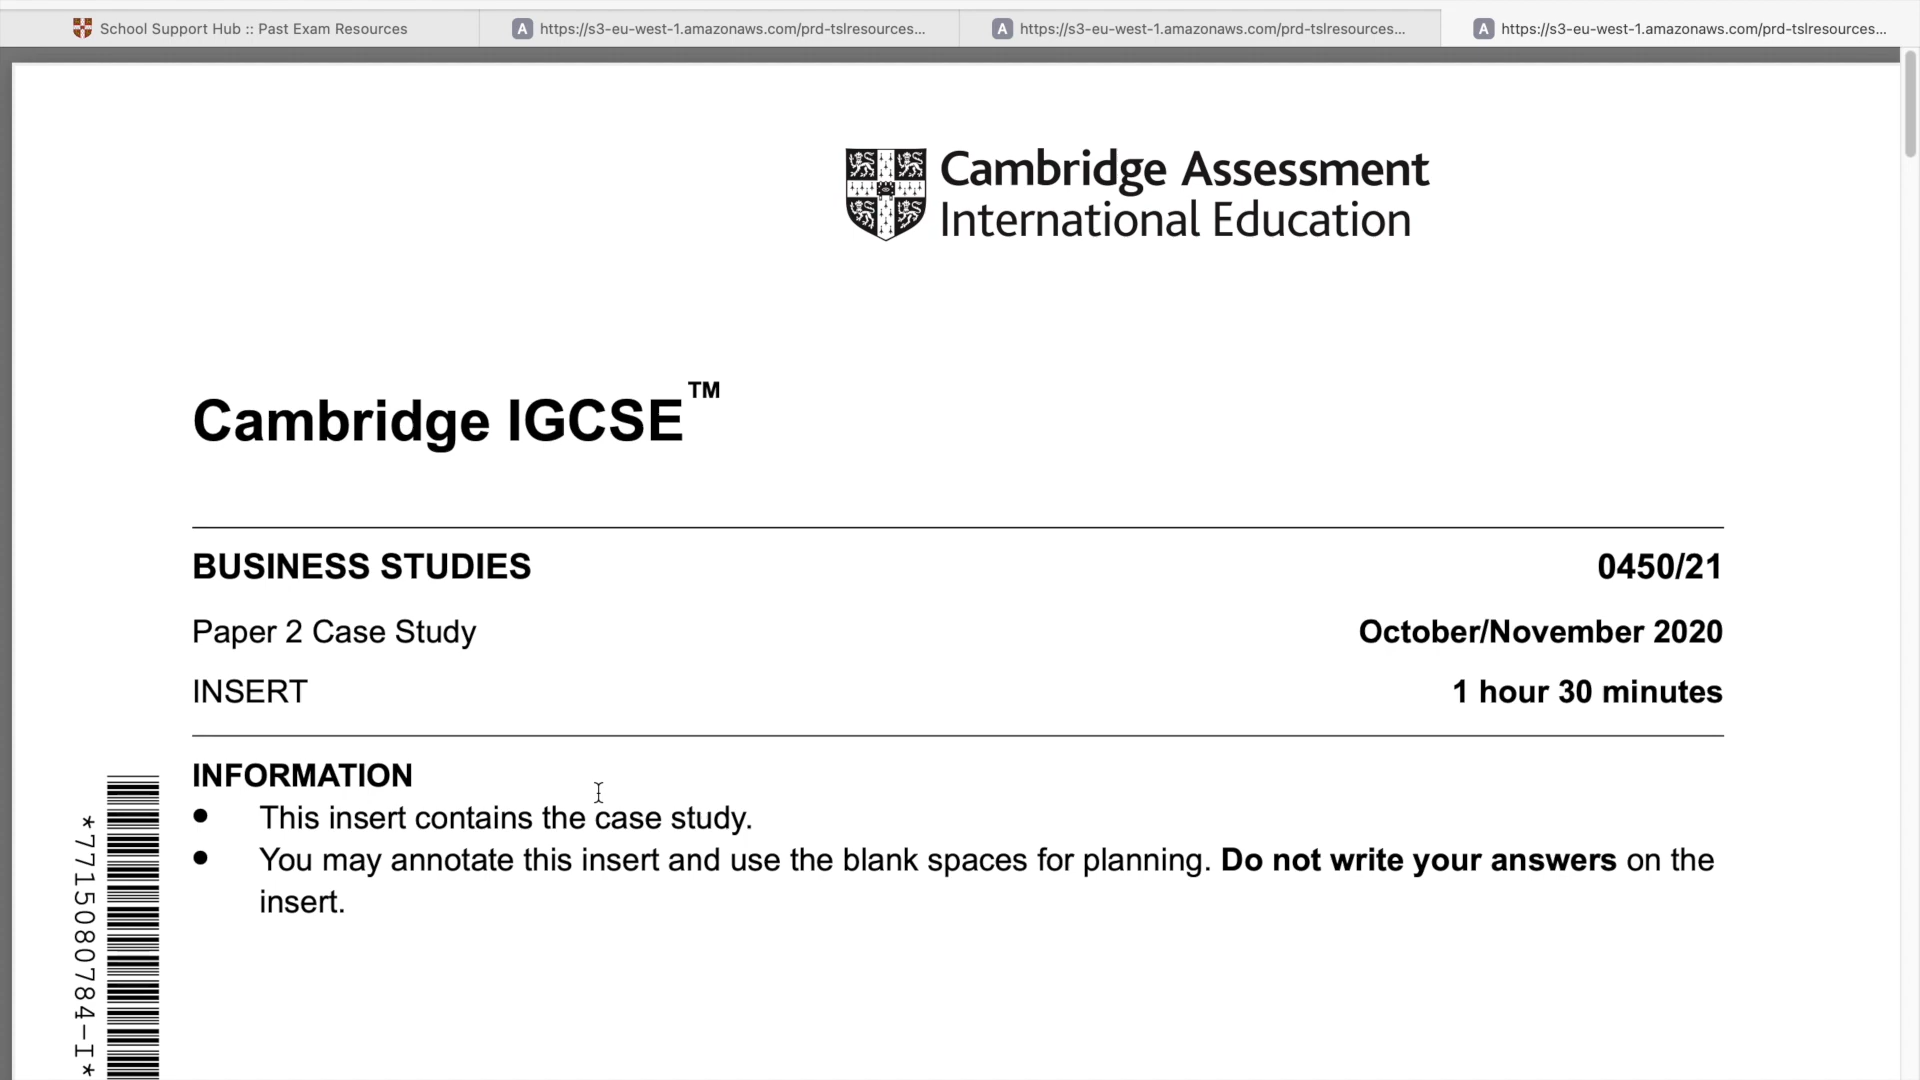 School Support Hub :: Past Exam Resources
A https://s3-eu-west-1.amazonaws.com/prd-tslresources...
A https://s3-eu-west-1.amazonaws.com/prd-tslresources...
A https://s3-eu-west-1.amazonaws.com/prd-tslresources...
Cambridge Assessment
International Education
Cambridge IGCSE™
BUSINESS STUDIES 0450/21
Paper 2 Case Study October/November 2020
INSERT 1 hour 30 minutes
INFORMATION
● This insert contains the case study.
● You may annotate this insert and use the blank spaces for planning. Do not write your answers on the
insert.
*7715080784-I*